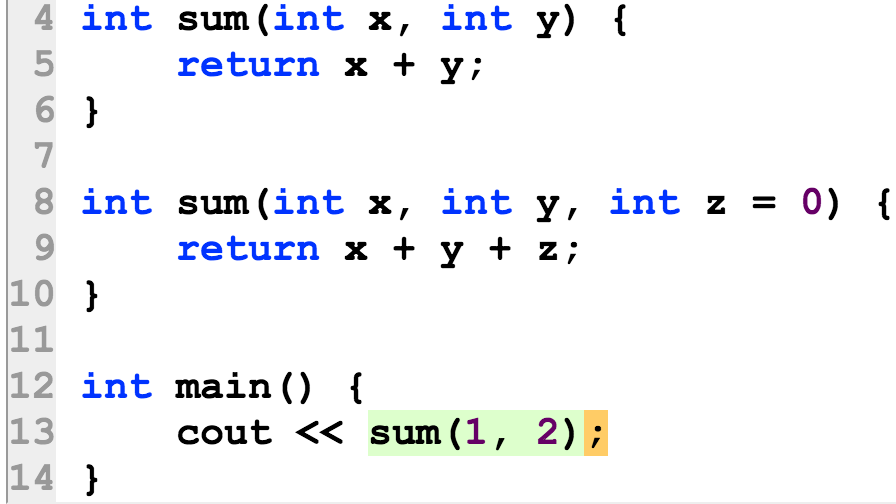 4 int sum(int x, int y) {
5     return x + y;
6 }
7
8 int sum(int x, int y, int z = 0) {
9     return x + y + z;
10 }
11
12 int main() {
13     cout << sum(1, 2);
14 }